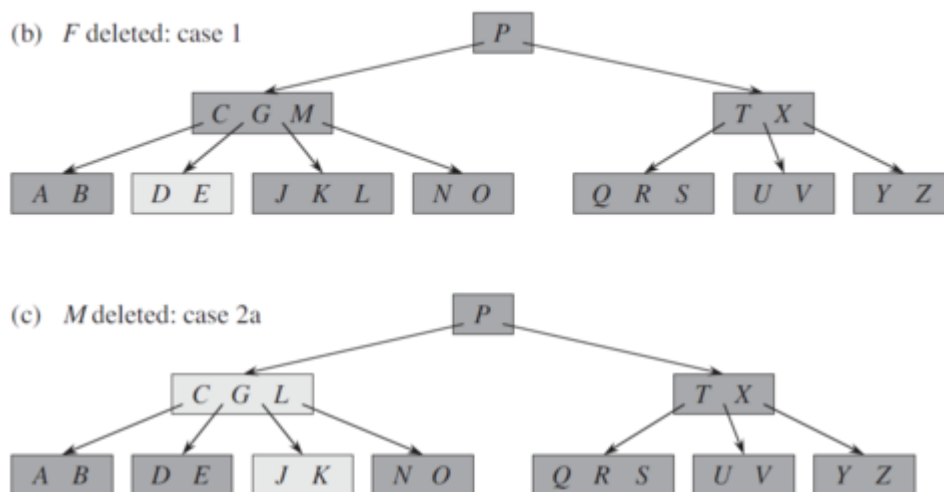 (b) F deleted: case 1
P
C G M
T X
A B
D E
J K L
N O
Q R S
U V
Y Z
(c) M deleted: case 2a
P
C G L
T X
A B
D E
J K
N O
Q R S
U V
Y Z